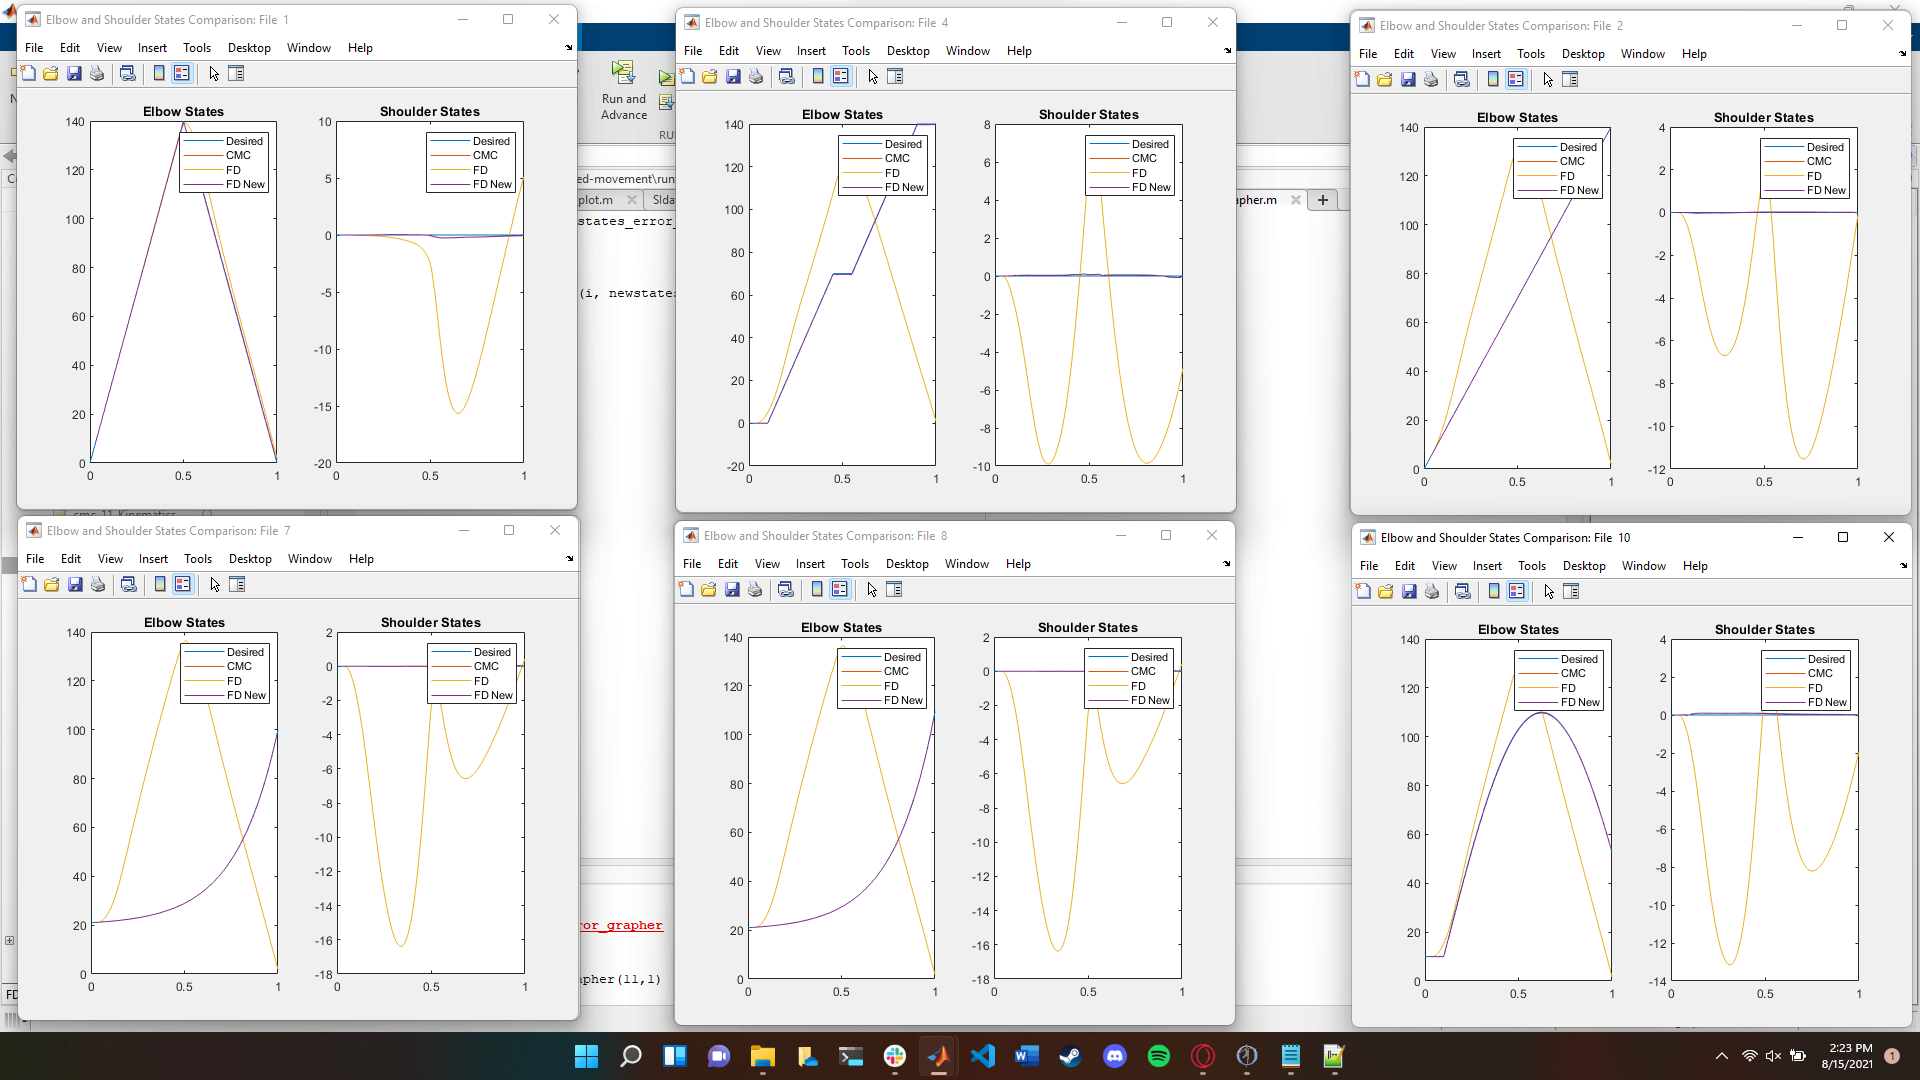 Elbow and Shoulder States Comparison: File 1
File Edit View Insert Tools Desktop Window Help
Elbow States
140
120
100
80
60
40
20
0
0 0.5 1
Desired
CMC
FD
FD New
Shoulder States
10
5
0
-5
-10
-15
-20
0 0.5 1
Desired
CMC
FD
FD New
Run and
Advance
Elbow and Shoulder States Comparison: File 4
File Edit View Insert Tools Desktop Window Help
Elbow States
140
120
100
80
60
40
20
0
-20
0 0.5 1
Desired
CMC
FD
FD New
Shoulder States
8
6
4
2
0
-2
-4
-6
-8
-10
0 0.5 1
Desired
CMC
FD
FD New
Elbow and Shoulder States Comparison: File 2
File Edit View Insert Tools Desktop Window Help
Elbow States
140
120
100
80
60
40
20
0
0 0.5 1
Desired
CMC
FD
FD New
Shoulder States
4
2
0
-2
-4
-6
-8
-10
-12
0 0.5 1
Desired
CMC
FD
FD New
ed-movement\run
plot.m
Slda
apher.m
states_error_
(i, newstates
Elbow and Shoulder States Comparison: File 7
File Edit View Insert Tools Desktop Window Help
Elbow States
140
120
100
80
60
40
20
0
0 0.5 1
Desired
CMC
FD
FD New
Shoulder States
2
0
-2
-4
-6
-8
-10
-12
-14
-16
-18
0 0.5 1
Desired
CMC
FD
FD New
Elbow and Shoulder States Comparison: File 8
File Edit View Insert Tools Desktop Window Help
Elbow States
140
120
100
80
60
40
20
0
0 0.5 1
Desired
CMC
FD
FD New
Shoulder States
2
0
-2
-4
-6
-8
-10
-12
-14
-16
-18
0 0.5 1
Desired
CMC
FD
FD New
Elbow and Shoulder States Comparison: File 10
File Edit View Insert Tools Desktop Window Help
Elbow States
140
120
100
80
60
40
20
0
0 0.5 1
Desired
CMC
FD
FD New
Shoulder States
4
2
0
-2
-4
-6
-8
-10
-12
-14
0 0.5 1
Desired
CMC
FD
FD New
ror_grapher
FD
2:23 PM
8/15/2021
1